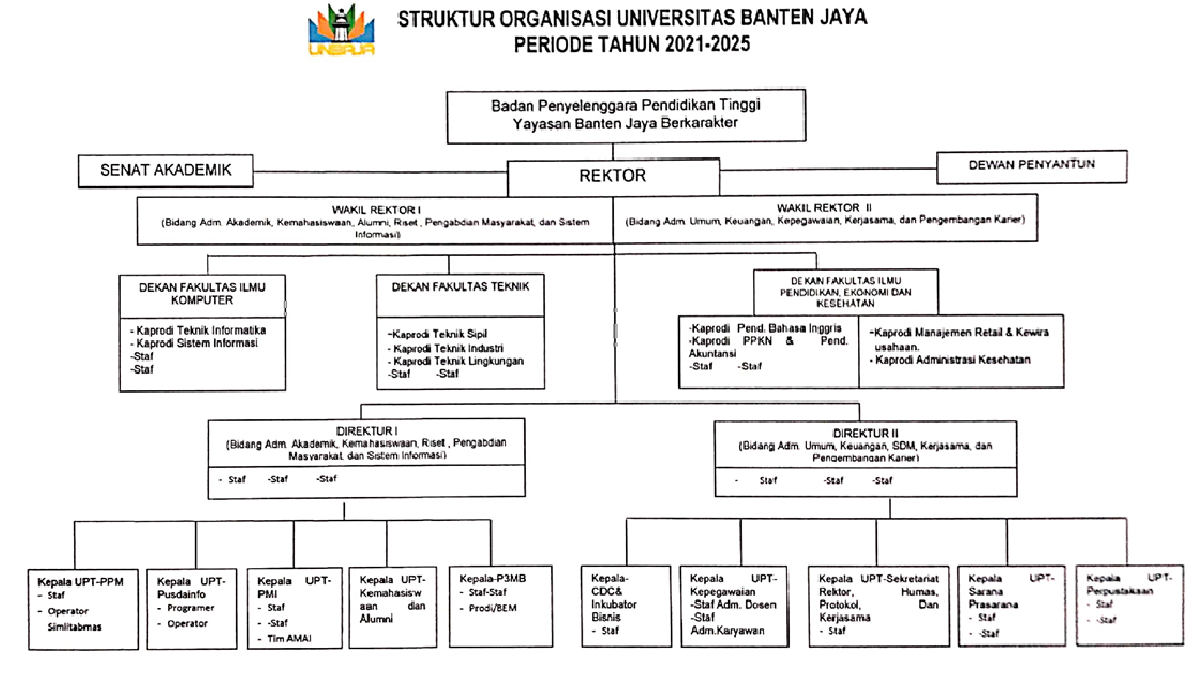 STRUKTUR ORGANISASI UNIVERSITAS BANTEN JAYA
PERIODE TAHUN 2021-2025
UNBAJA
Badan Penyelenggara Pendidikan Tinggi
Yayasan Banten Jaya Berkarakter
SENAT AKADEMIK
REKTOR
DEWAN PENYANTUN
WAKIL REKTOR I
(Bidang Adm. Akademik, Kemahasiswaan, Alumni, Riset, Pengabdian Masyarakat, dan Sistem
Informasi)
WAKIL REKTOR II
(Bidang Adm. Umum, Keuangan, Kepegawaian, Kerjasama, dan Pengembangan Karier)
DEKAN FAKULTAS ILMU
KOMPUTER
- Kaprodi Teknik Informatika
- Kaprodi Sistem Informasi
-Staf
-Staf
DEKAN FAKULTAS TEKNIK
-Kaprodi Teknik Sipil
-Kaprodi Teknik Industri
-Kaprodi Teknik Lingkungan
-Staf -Staf
DEKAN FAKULTAS ILMU
PENDIDIKAN, EKONOMI DAN
KESEHATAN
-Kaprodi Pend. Bahasa Inggris
-Kaprodi PPKN & Pend.
Akuntansi
-Staf -Staf
-Kaprodi Manajemen Retail & Kewira
usahaan.
- Kaprodi Administrasi Kesehatan
DIREKTUR I
(Bidang Adm. Akademik, Kemahasiswaan, Riset , Pengabdian
Masyarakat, dan Sistem Informasi)
- Staf -Staf -Staf
DIREKTUR II
(Bidang Adm. Umum, Keuangan, SDM, Kerjasama, dan
Pengembangan Karier)
- Staf -Staf -Staf
Kepala UPT-PPM
- Staf
- Operator
Simlitabmas
Kepala UPT-
Pusdainfo
- Programer
- Operator
Kepala UPT-
PMI
- Staf
- -Staf
- Tim AMAI
Kepala UPT-
Kemahasisw
aan dan
Alumni
Kepala-P3MB
- Staf-Staf
- Prodi/BEM
Kepala-
CDC&
Inkubator
Bisnis
- Staf
Kepala UPT-
Kepegawaian
-Staf Adm. Dosen
-Staf
Adm.Karyawan
Kepala UPT-Sekretariat
Rektor, Humas,
Protokol, Dan
Kerjasama
- Staf
Kepala UPT-
Sarana
Prasarana
- Staf
- -Staf
Kepala UPT-
Perpustakaan
- Staf
- -Staf